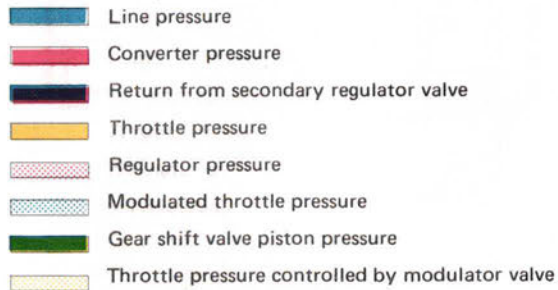 Line pressure
Converter pressure
Return from secondary regulator valve
Throttle pressure
Regulator pressure
Modulated throttle pressure
Gear shift valve piston pressure
Throttle pressure controlled by modulator valve